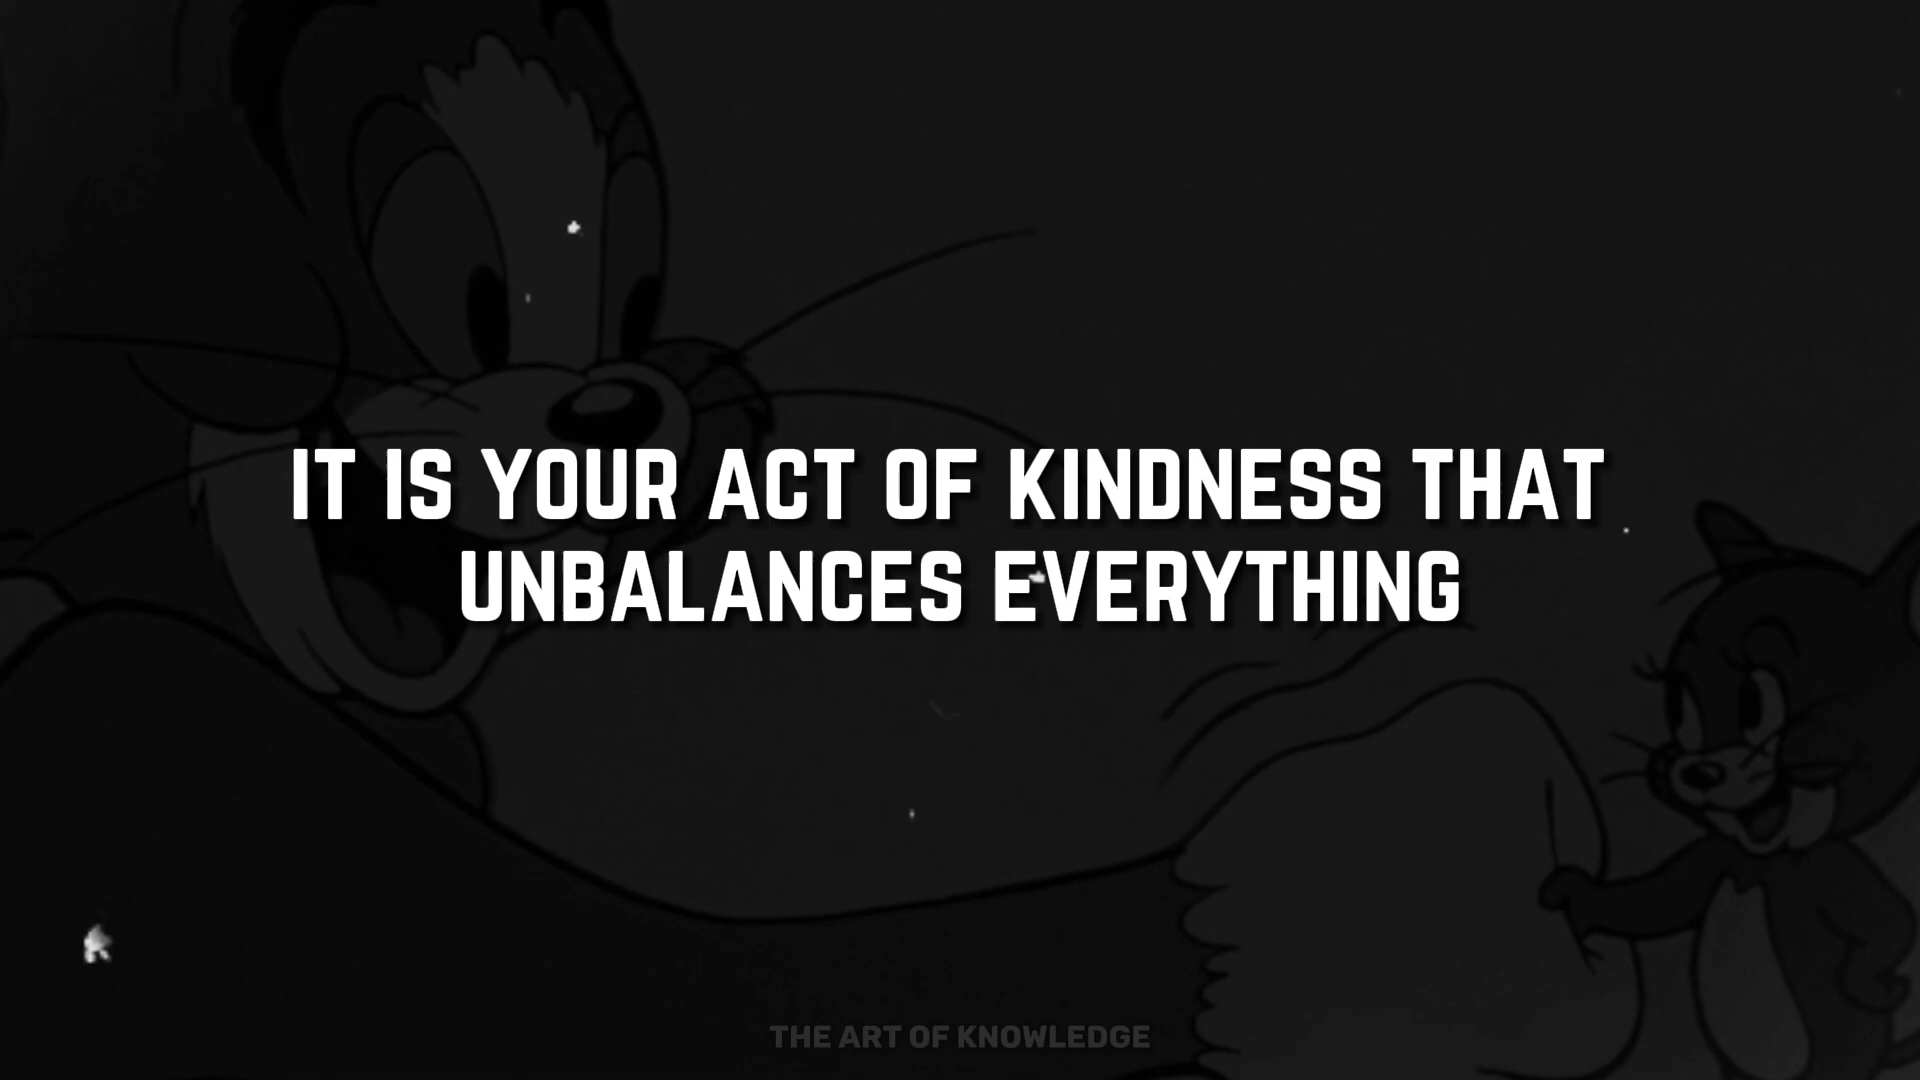 IT IS YOUR ACT OF KINDNESS THAT
UNBALANCES EVERYTHING
THE ART OF KNOWLEDGE